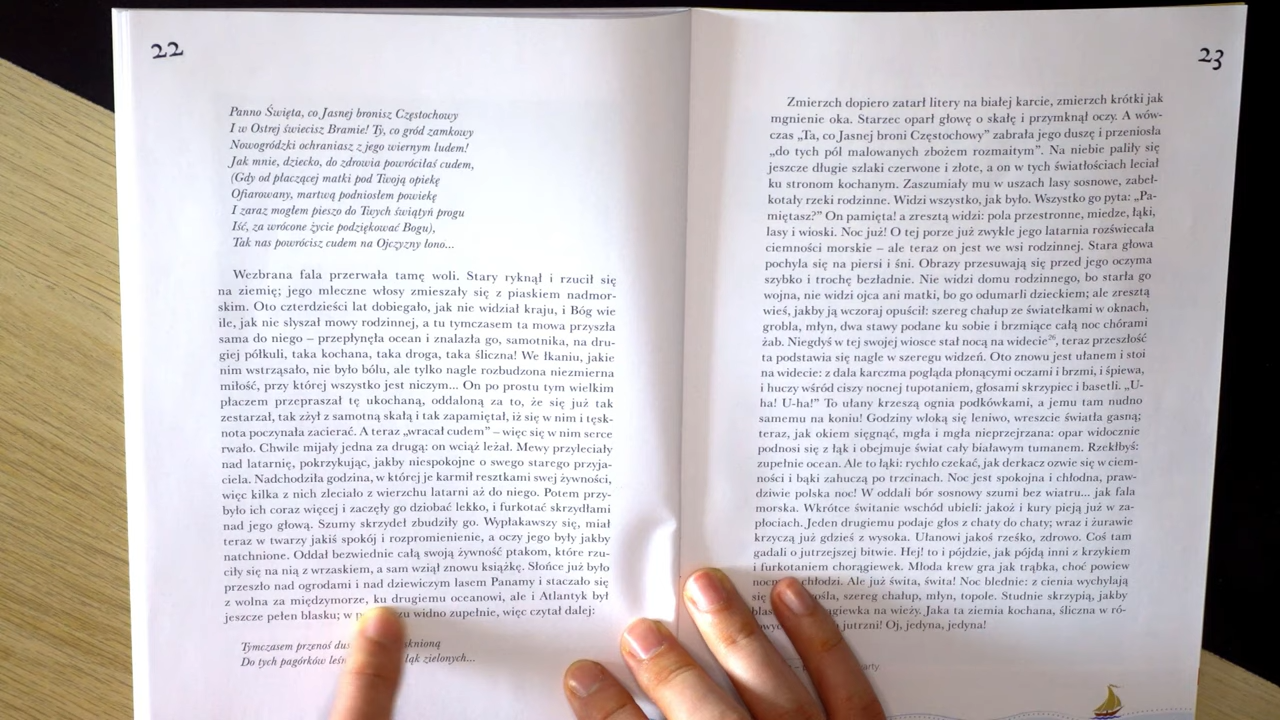 22
Panno Święta, co Jasnej bronisz Częstochowy
I w Ostrej świecisz Bramie! Ty, co gród zamkowy
Nowogródzki ochraniasz z jego wiernym ludem!
Jak mnie, dziecko, do zdrowia powróciłaś cudem,
(Gdy od płaczącej matki pod Twoją opiekę
Ofiarowany, martwą podniosłem powiekę
I zaraz mogłem pieszo do Twych świątyń progu
Iść, za wrócone życie podziękować Bogu),
Tak nas powrócisz cudem na Ojczyzny łono...
Wezbrana fala przerwała tamę woli. Stary ryknął i rzucił się
na ziemię; jego mleczne włosy zmieszały się z piaskiem nadmor-
skim. Oto czterdzieści lat dobiegało, jak nie widział kraju, i Bóg wie
ile, jak nie słyszał mowy rodzinnej, a tu tymczasem ta mowa przyszła
sama do niego – przepłynęła ocean i znalazła go, samotnika, na dru-
giej półkuli, taka kochana, taka droga, taka śliczna! We łkaniu, jakie
nim wstrząsało, nie było bólu, ale tylko nagle rozbudzona niezmierna
miłość, przy której wszystko jest niczym... On po prostu tym wielkim
płaczem przepraszał tę ukochaną, oddaloną za to, że się już tak
zestarzał, tak zżył z samotną skałą i tak zapamiętał, iż się w nim i tęsk-
nota poczynała zacierać. A teraz „wracał cudem” – więc się w nim serce
rwało. Chwile mijały jedna za drugą: on wciąż leżał. Mewy przyleciały
nad latarnię, pokrzykując, jakby niespokojne o swego starego przyja-
ciela. Nadchodziła godzina, w której je karmił resztkami swej żywności,
więc kilka z nich zleciało z wierzchu latarni aż do niego. Potem przy-
było ich coraz więcej i zaczęły go dziobać lekko, i furkotać skrzydłami
nad jego głową. Szumy skrzydeł zbudziły go. Wypłakawszy się, miał
teraz w twarzy jakiś spokój i rozpromienienie, a oczy jego były jakby
natchnione. Oddał bezwiednie całą swoją żywność ptakom, które rzu-
ciły się na nią z wrzaskiem, a sam wziął znowu książkę. Słońce już było
przeszło nad ogrodami i nad dziewiczym lasem Panamy i staczało się
z wolna za międzymorze, ku drugiemu oceanowi, ale i Atlantyk był
jeszcze pełen blasku; w widno zupełnie, więc czytał dalej:
Tymczasem przenoś
Do tych pagórków łąk zielonych...
23
Zmierzch dopiero zatarł litery na białej karcie, zmierzch krótki jak
mgnienie oka. Starzec oparł głowę o skałę i przymknął oczy. A wów-
czas „Ta, co Jasnej broni Częstochowy” zabrała jego duszę i przeniosła
„do tych pól malowanych zbożem rozmaitym”. Na niebie paliły się
jeszcze długie szlaki czerwone i złote, a on w tych światłościach leciał
ku stronom kochanym. Zaszumiały mu w uszach lasy sosnowe, zabeł-
kotały rzeki rodzinne. Widzi wszystko, jak było. Wszystko go pyta: „Pa-
miętasz?” On pamięta! a zresztą widzi: pola przestronne, miedze, łąki,
lasy i wioski. Noc już! O tej porze już zwykle jego latarnia rozświecała
ciemności morskie – ale teraz on jest we wsi rodzinnej. Stara głowa
pochyla się na piersi i śni. Obrazy przesuwają się przed jego oczyma
szybko i trochę bezładnie. Nie widzi domu rodzinnego, bo starła go
wojna, nie widzi ojca ani matki, bo go odumarli dzieckiem; ale zresztą
wieś, jakby ją wczoraj opuścił: szereg chałup ze światełkami w oknach,
grobla, młyn, dwa stawy podane ku sobie i brzmiące całą noc chórami
żab. Niegdyś w tej swojej wiosce stał nocą na widecie²⁶, teraz przeszłość
ta podstawia się nagle w szeregu widzeń. Oto znowu jest ułanem i stoi
na widecie: z dala karczma pogląda płonącymi oczami i brzmi, i śpiewa,
i huczy wśród ciszy nocnej tupotaniem, głosami skrzypiec i basetli. „U-
ha! U-ha!” To ułany krzeszą ognia podkówkami, a jemu tam nudno
samemu na koniu! Godziny wloką się leniwo, wreszcie światła gasną;
teraz, jak okiem sięgnąć, mgła i mgła nieprzejrzana: opar widocznie
podnosi się z łąk i obejmuje świat cały białawym tumanem. Rzekłbyś:
zupełnie ocean. Ale to łąki: rychło czekać, jak derkacz ozwie się w ciem-
ności i bąki zahuczą po trzcinach. Noc jest spokojna i chłodna, praw-
dziwie polska noc! W oddali bór sosnowy szumi bez wiatru... jak fala
morska. Wkrótce świtanie wschód ubieli: jakoż i kury pieją już w za-
płociach. Jeden drugiemu podaje głos z chaty do chaty; wraz i żurawie
krzyczą już gdzieś z wysoka. Ułanowi jakoś rześko, zdrowo. Coś tam
gadali o jutrzejszej bitwie. Hej! to i pójdzie, jak pójdą inni z krzykiem
i furkotaniem chorągiewek. Młoda krew gra jak trąbka, choć powiew
chłodzi. Ale już świta, świta! Noc blednie: z cienia wychylają
się szereg chałup, młyn, topole. Studnie skrzypią, jakby
na wieży. Jaka ta ziemia kochana, śliczna w ró-
jutrzni! Oj, jedyna, jedyna!